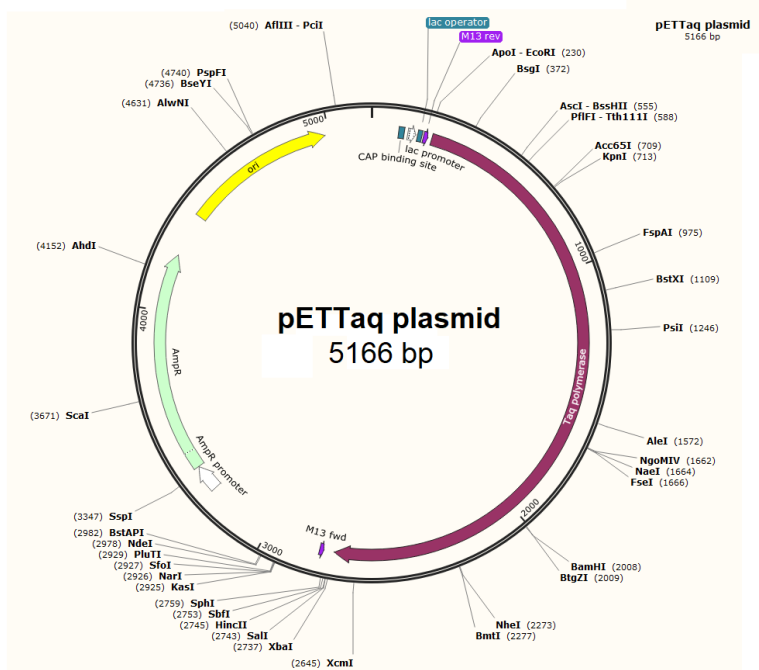 pETTaq plasmid
5166 bp
lac operator
M13 rev
(5040) AflIII - PciI
ApoI - EcoRI (230)
BsgI (372)
(4740) PspFI
(4736) BseYI
(4631) AlwNI
AscI - BssHII (555)
PflFI - Tth111I (588)
Acc65I (709)
KpnI (713)
5000
lac promoter
CAP binding site
ori
FspAI (975)
1000
(4152) AhdI
BstXI (1109)
4000
pETTaq plasmid
5166 bp
PsiI (1246)
AmpR
Taq polymerase
(3671) ScaI
AleI (1572)
NgoMIV (1662)
NaeI (1664)
FseI (1666)
AmpR promoter
2000
(3347) SspI
M13 fwd
3000
(2982) BstAPI
(2978) NdeI
(2929) PluTI
(2927) SfoI
(2926) NarI
(2925) KasI
BamHI (2008)
BtgZI (2009)
(2759) SphI
(2753) SbfI
(2745) HincII
(2743) SalI
(2737) XbaI
(2645) XcmI
NheI (2273)
BmtI (2277)